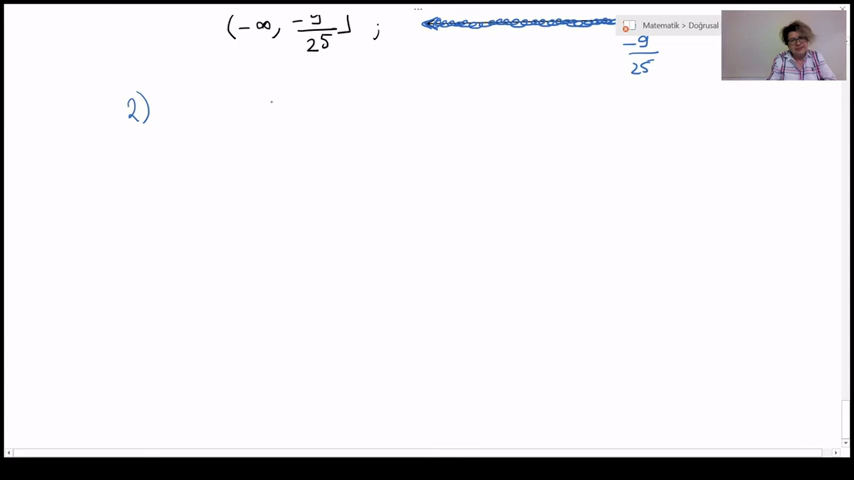 (-∞, -9/25] ;
Matematik > Doğrusal
-9/25
2)